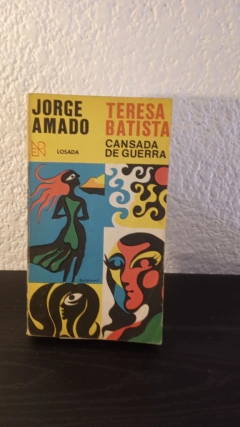 JORGE
AMADO
TERESA
BATISTA
CANSADA
DE GUERRA
LOSADA